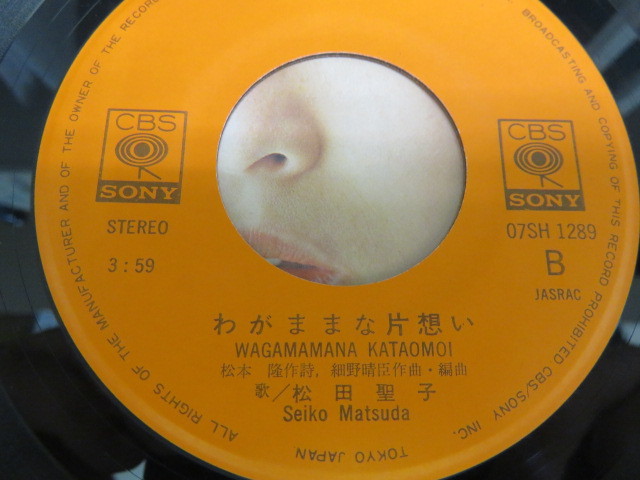 ALL RIGHTS OF THE MANUFACTURER AND OF THE OWNER OF THE RECORD
BROADCASTING AND COPYING OF THIS RECORD PROHIBITED CBS/SONY INC.
TOKYO JAPAN
CBS
SONY
CBS
SONY
STEREO
07SH 1289
3:59
B
JASRAC
わがままな片想い
WAGAMAMANA KATAOMOI
松本 隆作詩，細野晴臣作曲・編曲
歌／松田聖子
Seiko Matsuda